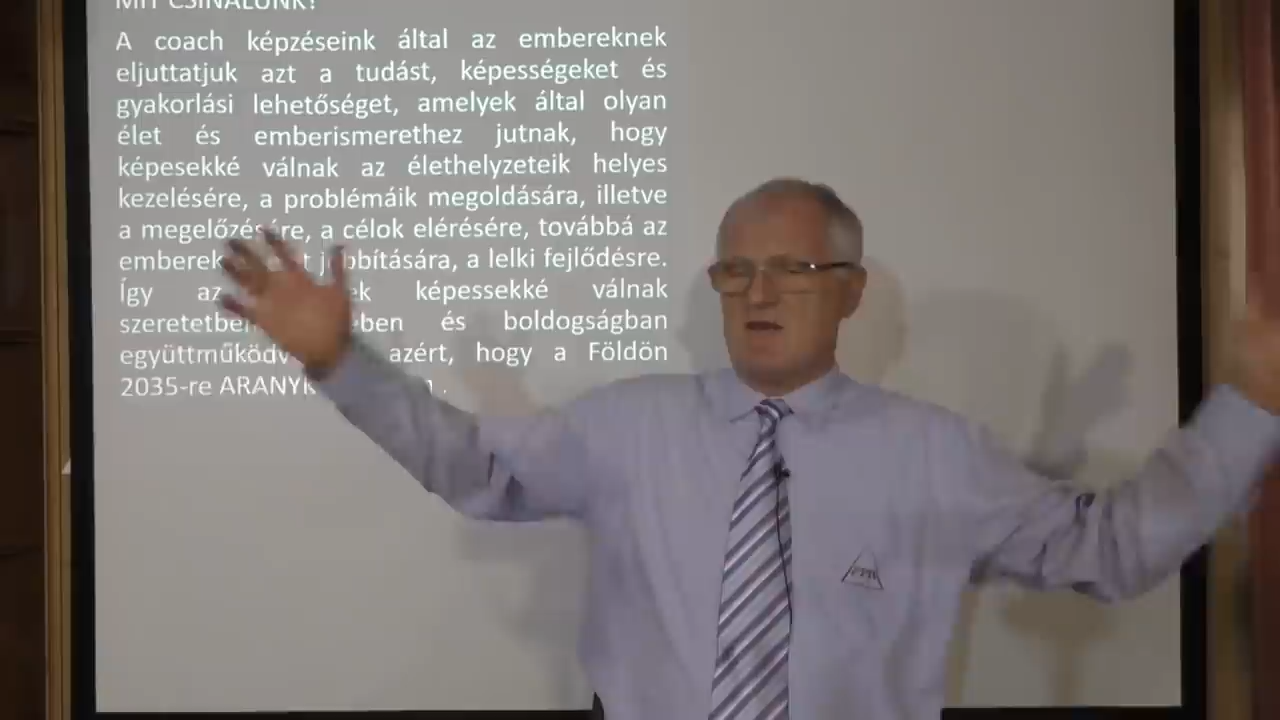 MIT CSINÁLUNK?
A coach képzéseink által az embereknek
eljuttatjuk azt a tudást, képességeket és
gyakorlási lehetőséget, amelyek által olyan
élet és emberismerethez jutnak, hogy
képesekké válnak az élethelyzeteik helyes
kezelésére, a problémáik megoldására, illetve
a megelőzésére, a célok elérésére, továbbá az
jobbítására, a lelki fejlődésre.
Így az képessekké válnak
és boldogságban
azért, hogy a Földön
2035-re